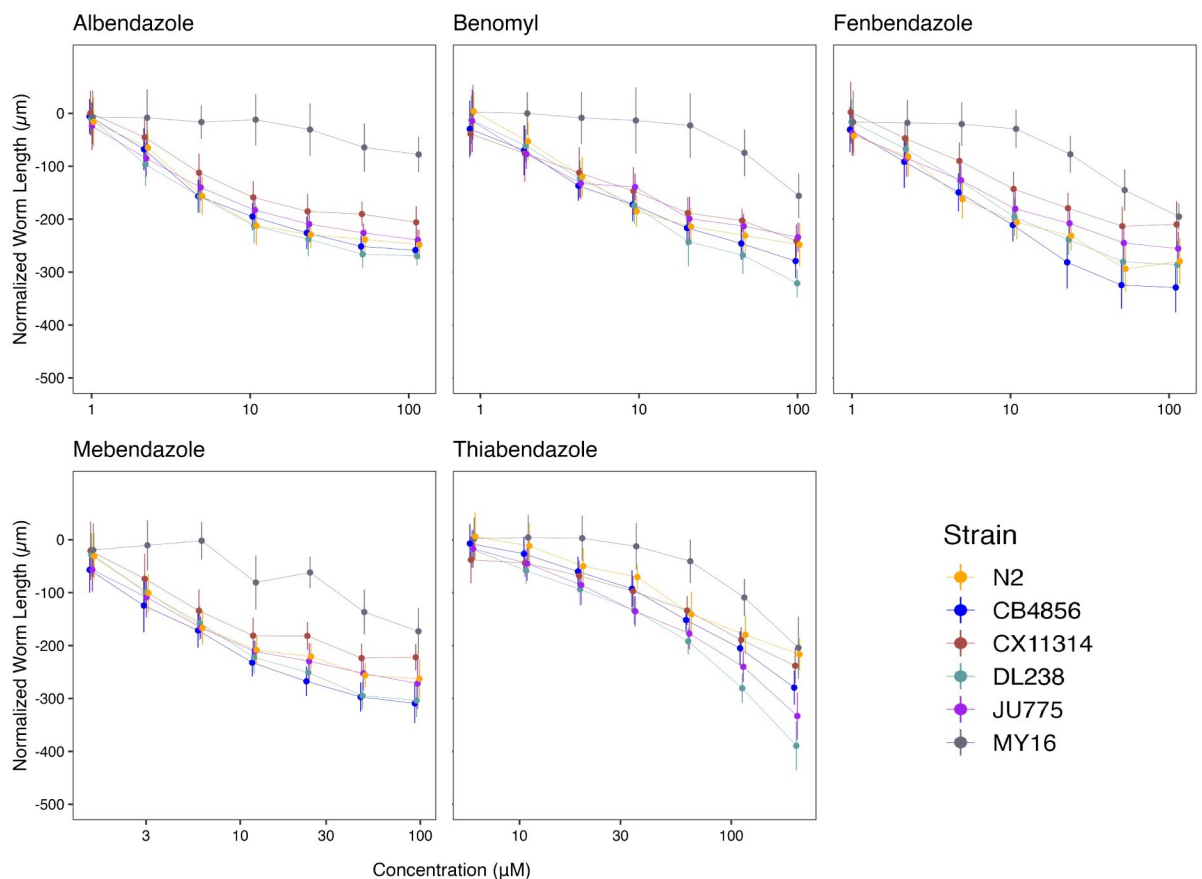 Albendazole
Benomyl
Fenbendazole
Normalized Worm Length (µm)
0
-100
-200
-300
-400
-500
1
10
100
1
10
100
1
10
100
Mebendazole
Thiabendazole
Normalized Worm Length (µm)
0
-100
-200
-300
-400
-500
3
10
30
100
10
30
100
Concentration (µM)
Strain
N2
CB4856
CX11314
DL238
JU775
MY16